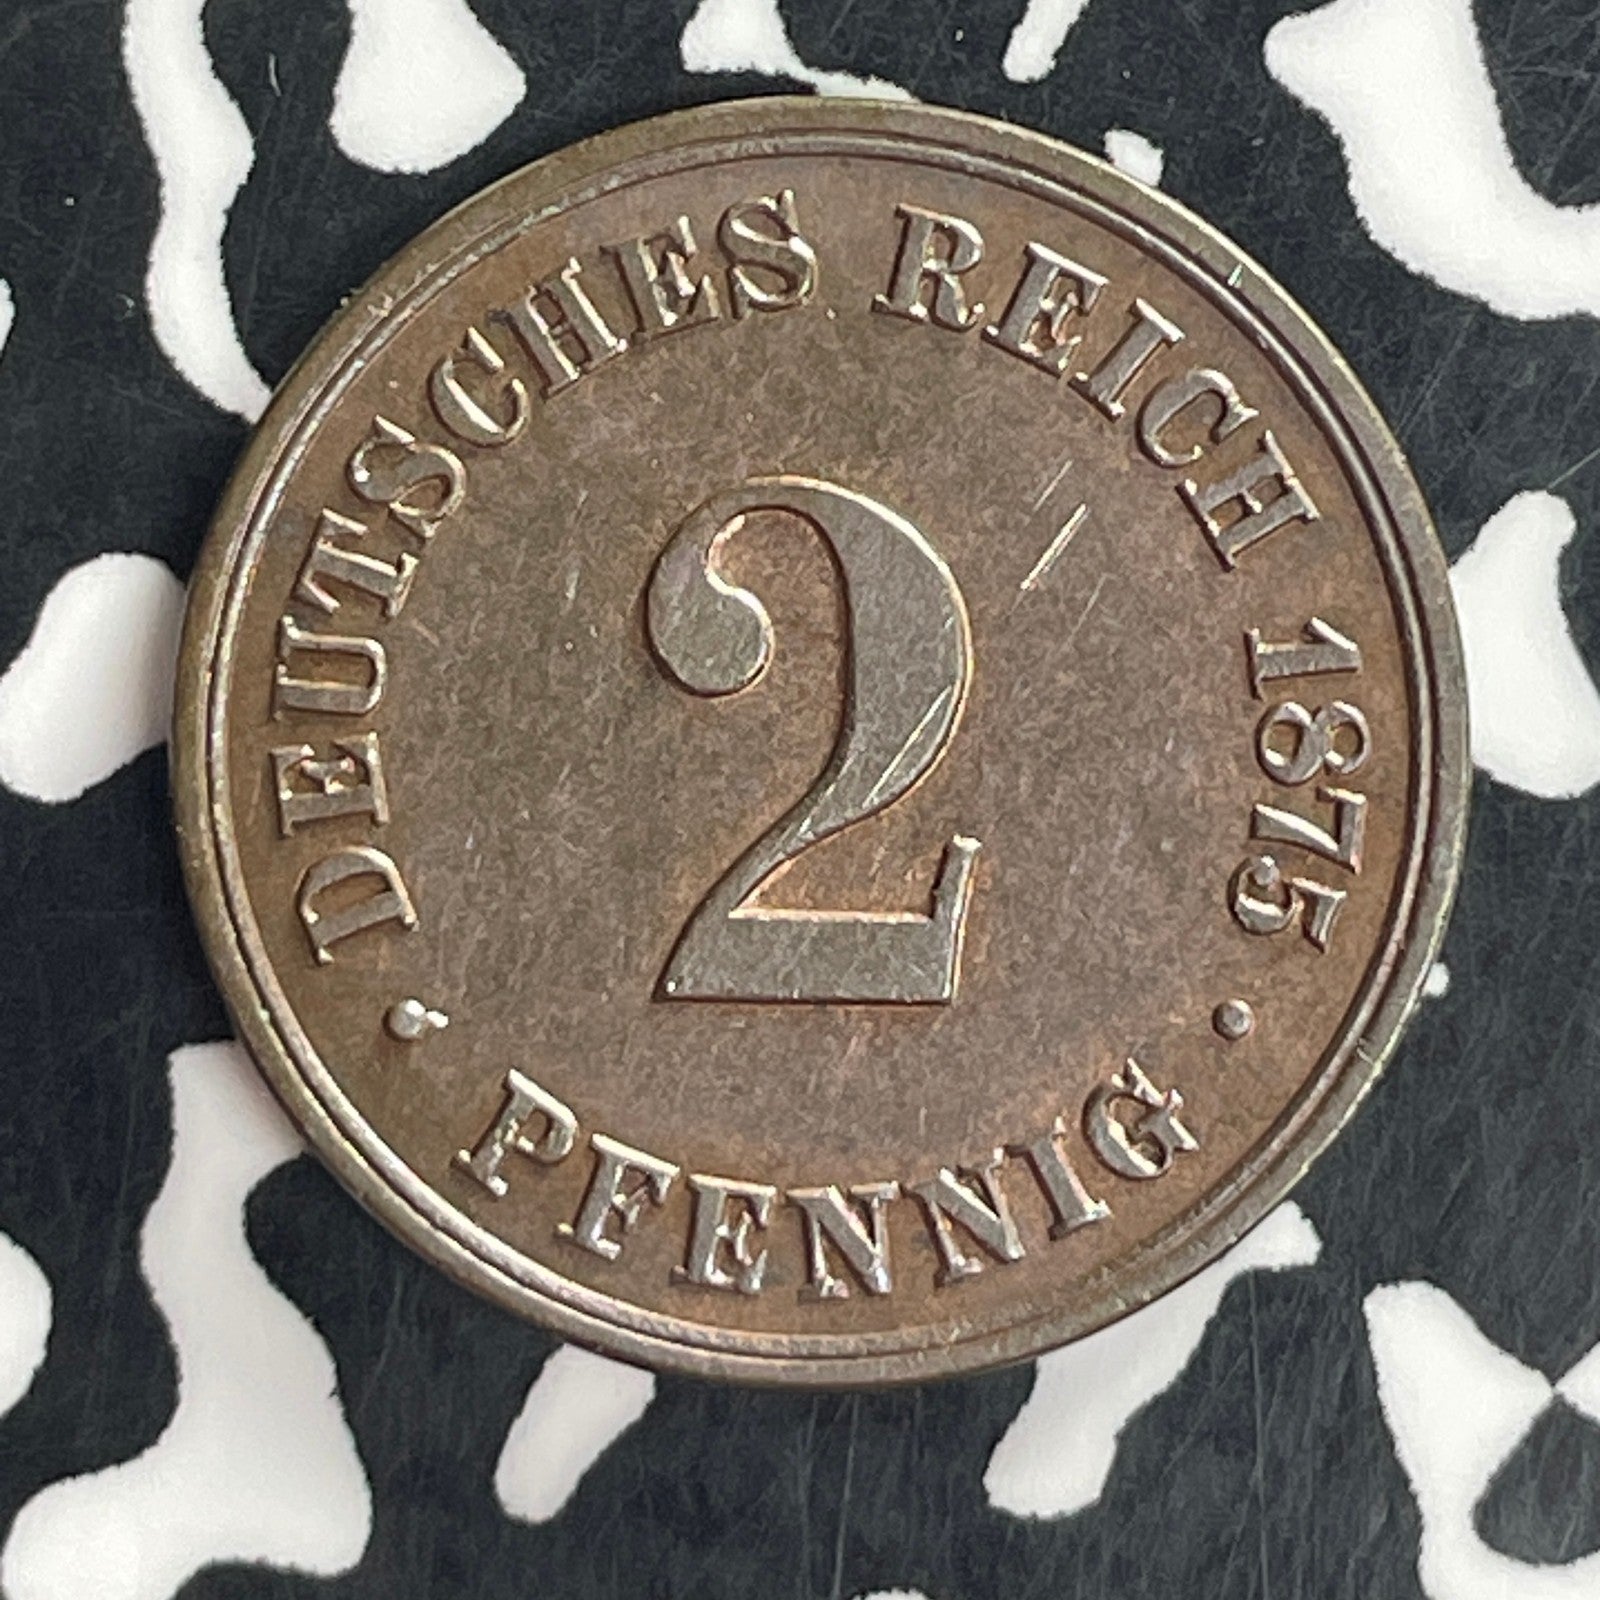 DEUTSCHES REICH 1875
2
• PFENNIG •